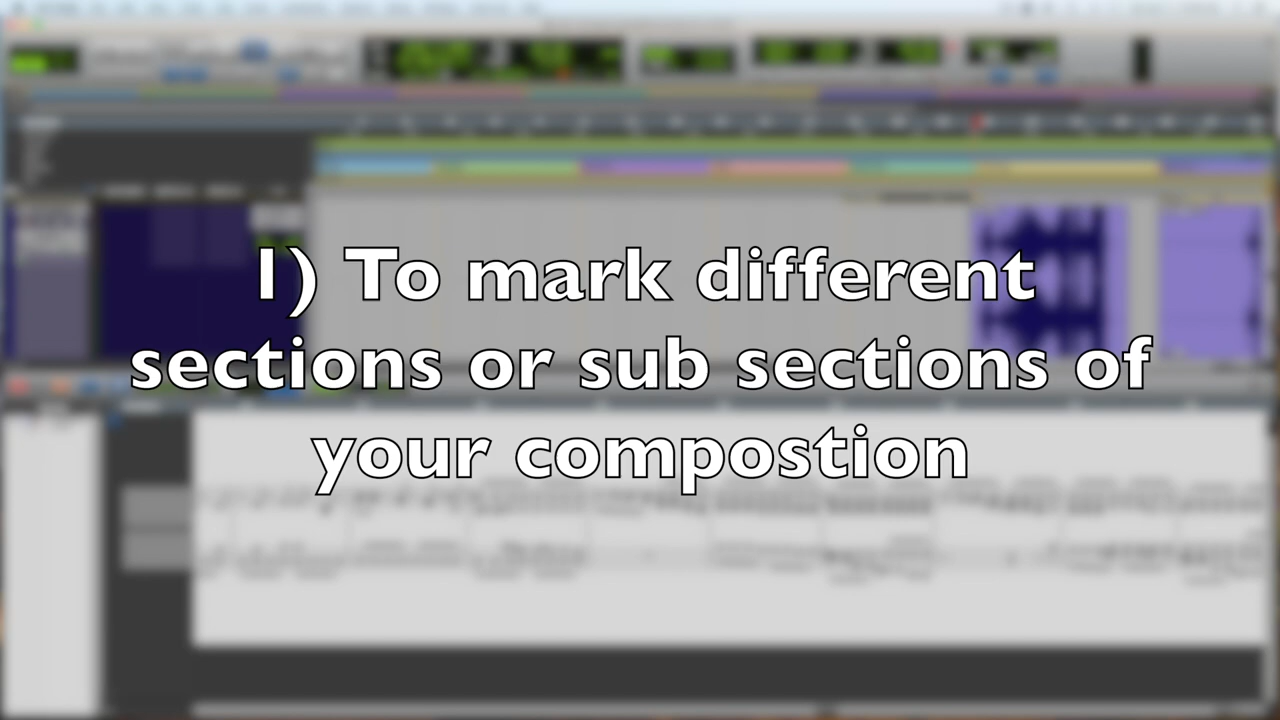 1) To mark different
sections or sub sections of
your compostion